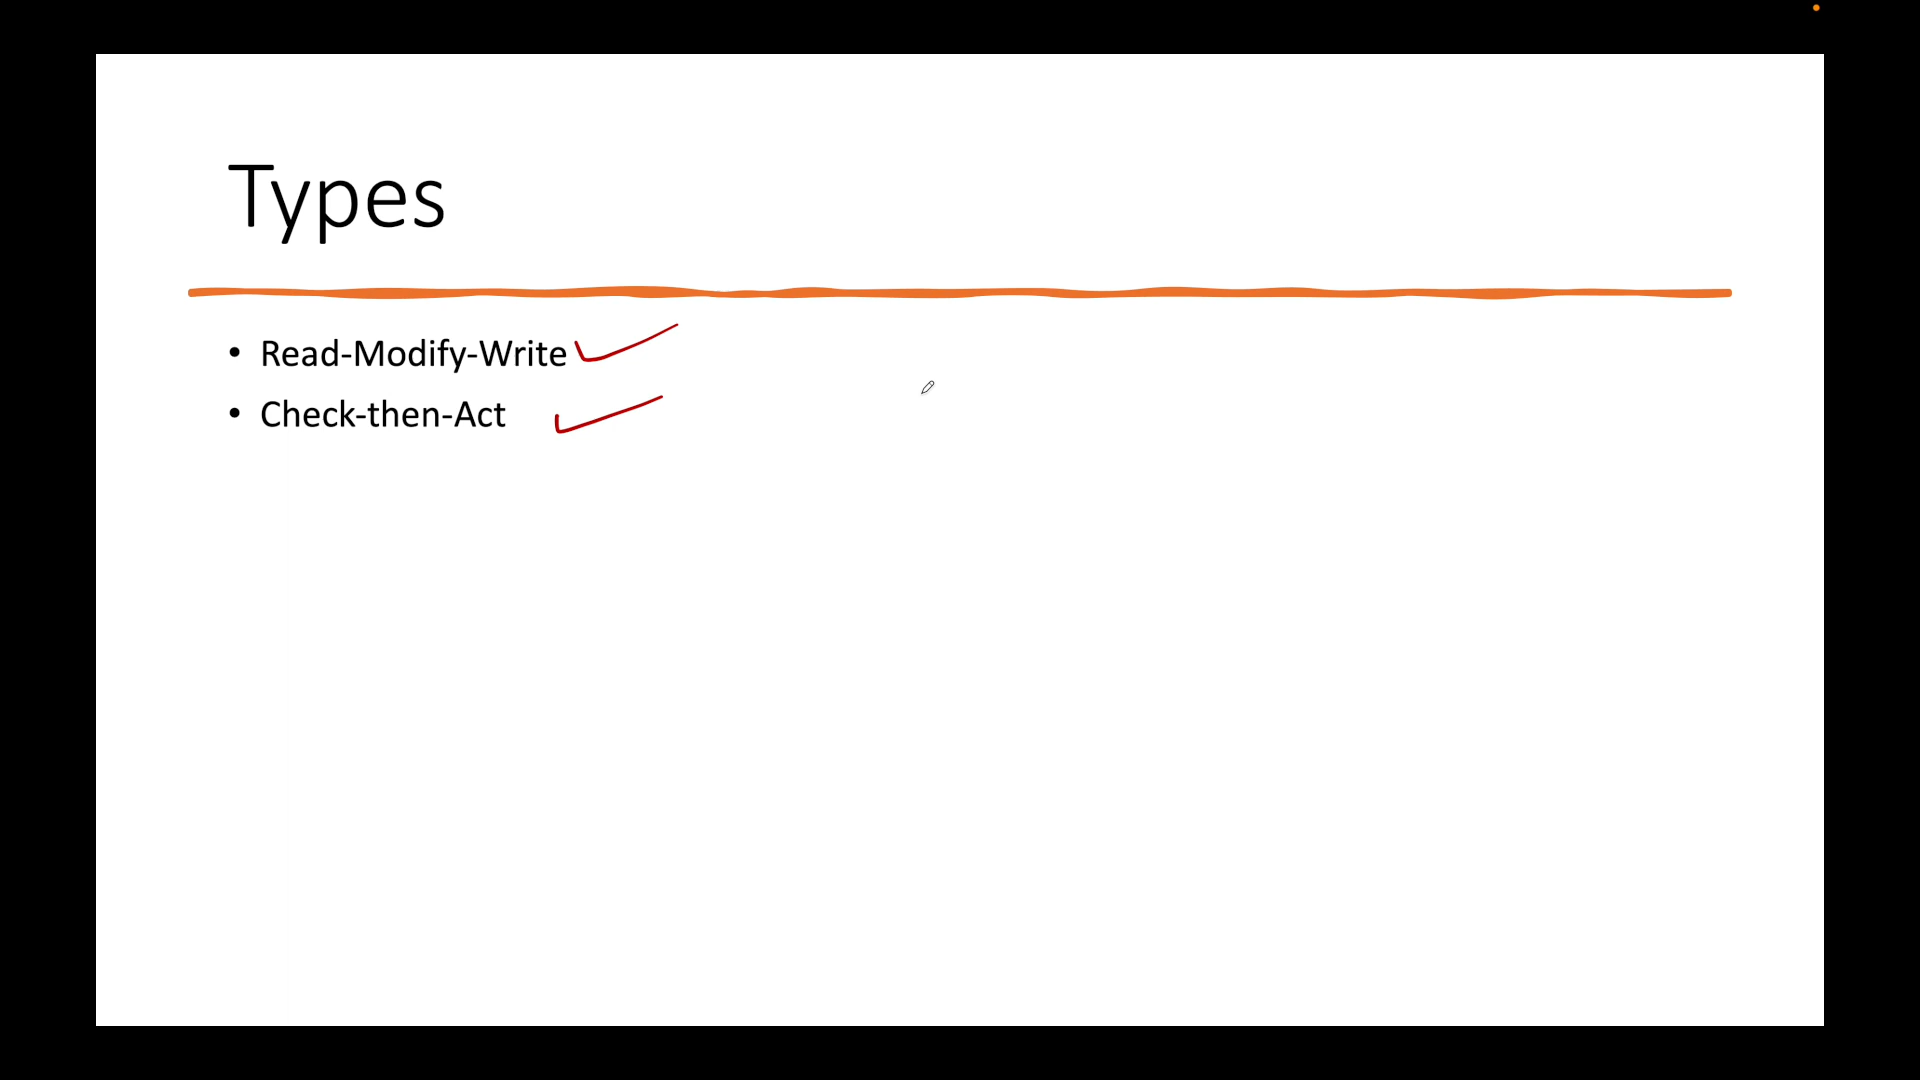 Types
• Read-Modify-Write
• Check-then-Act